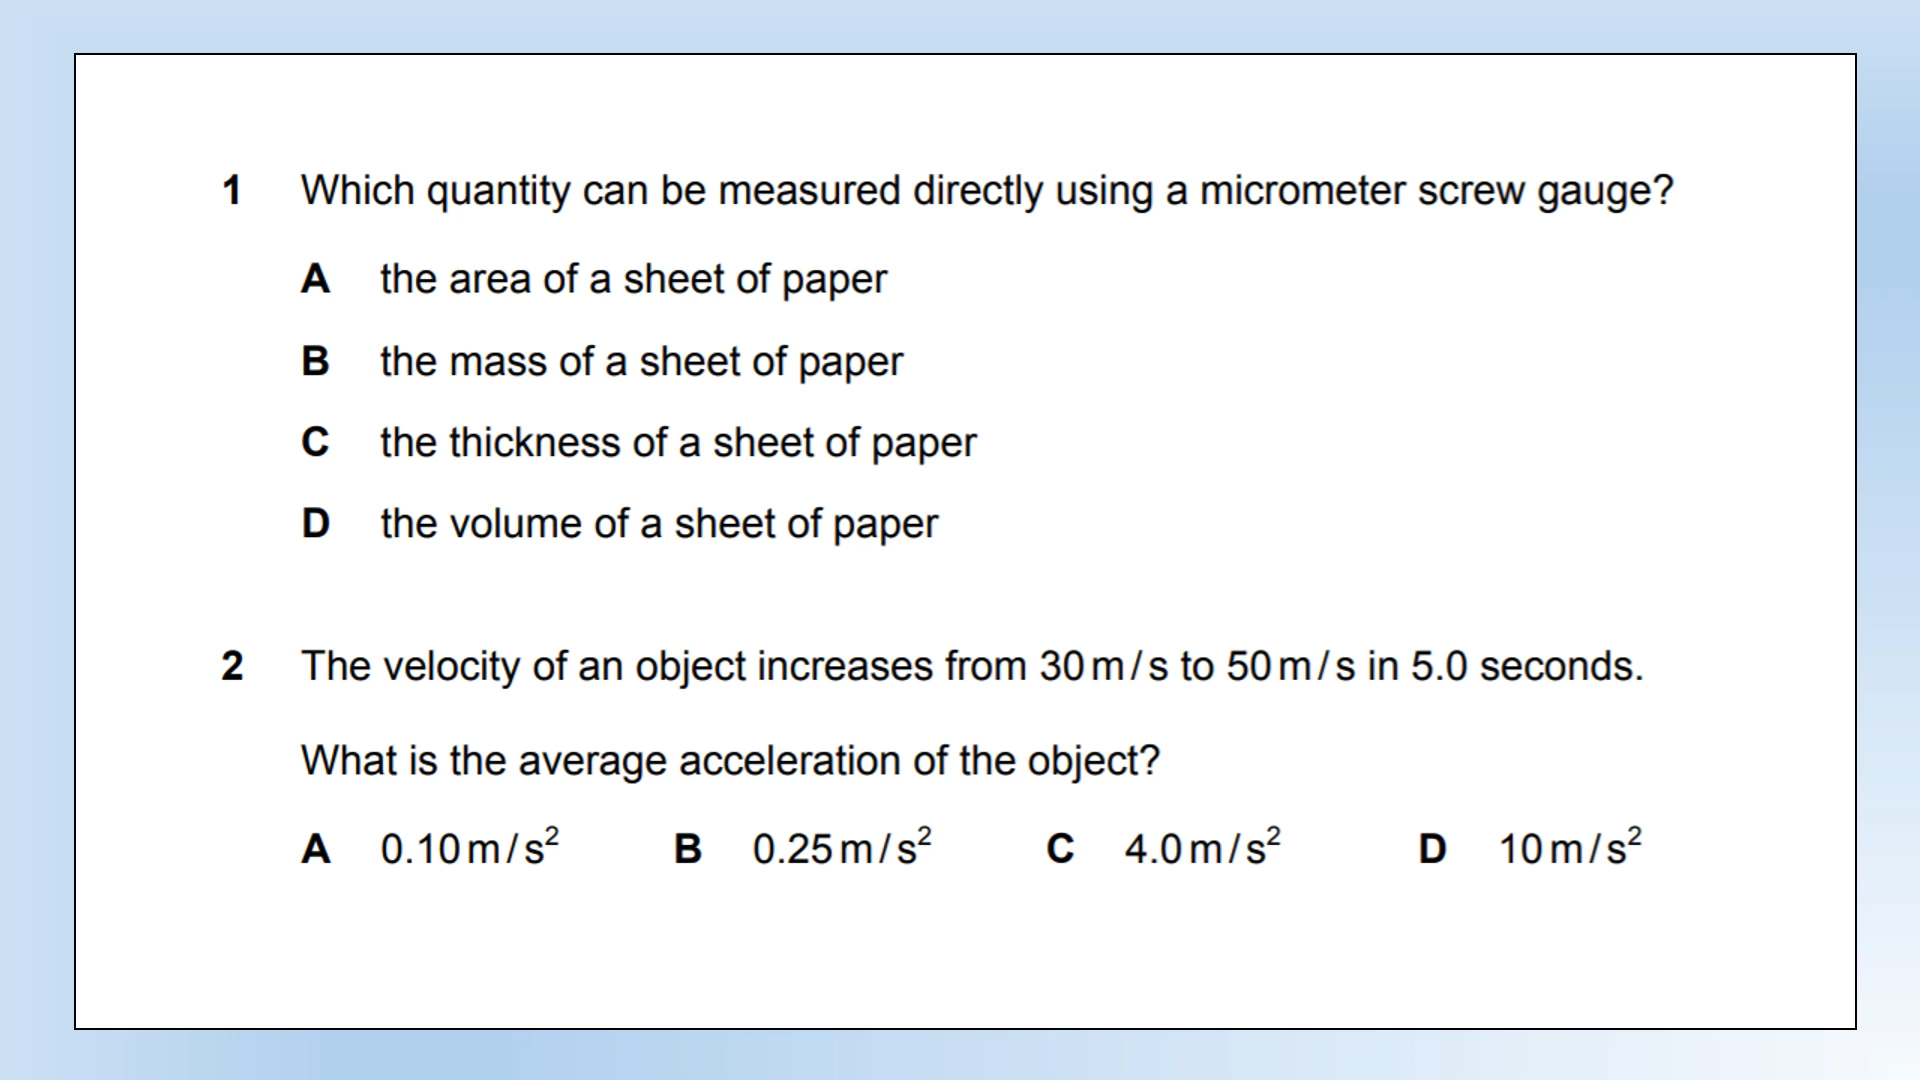 1 Which quantity can be measured directly using a micrometer screw gauge?
A the area of a sheet of paper
B the mass of a sheet of paper
C the thickness of a sheet of paper
D the volume of a sheet of paper
2 The velocity of an object increases from 30 m / s to 50 m / s in 5.0 seconds.
What is the average acceleration of the object?
A 0.10 m / s² B 0.25 m / s² C 4.0 m / s² D 10 m / s²